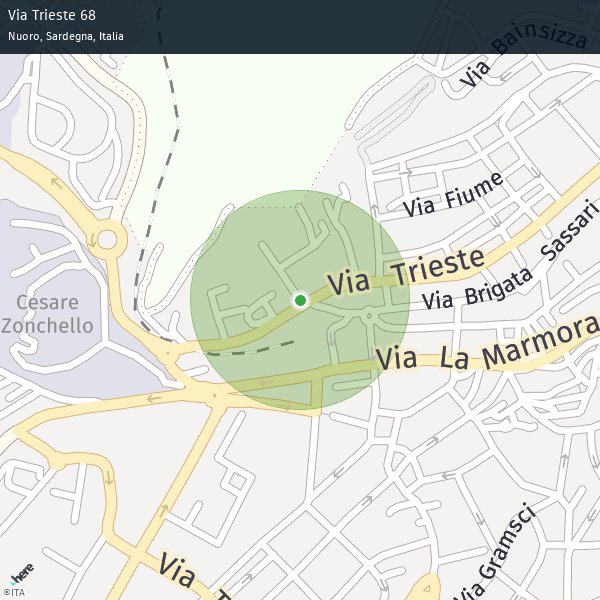 Via Trieste 68
Nuoro, Sardegna, Italia
Via Bainsizza
Via Fiume
Via Trieste
Via Brigata Sassari
Cesare
Zonchello
Via La Marmora
Via Gramsci
Via T
here
©ITA